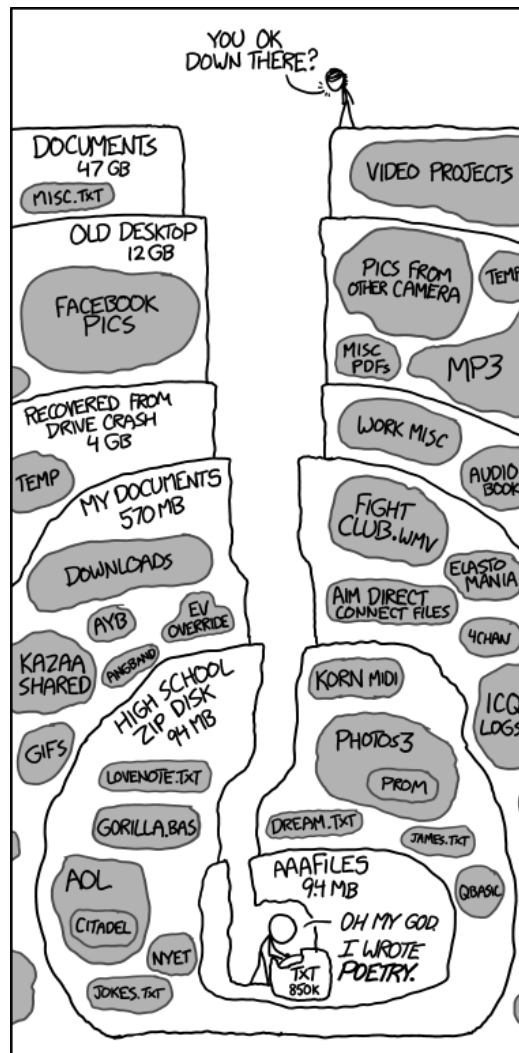 YOU OK
DOWN THERE?
DOCUMENTS
47 GB
MISC.TXT
VIDEO PROJECTS
OLD DESKTOP
12 GB
FACEBOOK
PICS
PICS FROM
OTHER CAMERA
TEMP
MISC
PDFs
MP3
RECOVERED FROM
DRIVE CRASH
4 GB
TEMP
WORK MISC
AUDIO
BOOK
MY DOCUMENTS
570 MB
DOWNLOADS
AYB
EV
OVERRIDE
KAZAA
SHARED
ANGBAND
GIFS
FIGHT
CLUB.WMV
ELASTO
MANIA
AIM DIRECT
CONNECT FILES
4CHAN
ICQ
LOGS
HIGH SCHOOL
ZIP DISK
94 MB
LOVENOTE.TXT
GORILLA.BAS
AOL
CITADEL
NYET
JOKES.TXT
KORN MIDI
PHOTOS3
PROM
DREAM.TXT
JAMES.TXT
QBASIC
AAAFILES
9.4 MB
OH MY GOD.
I WROTE
POETRY.
TXT
850K